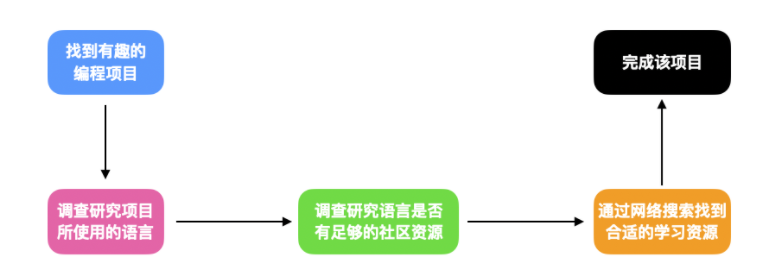 找到有趣的
编程项目
调查研究项目
所使用的语言
调查研究语言是否
有足够的社区资源
通过网络搜索找到
合适的学习资源
完成该项目